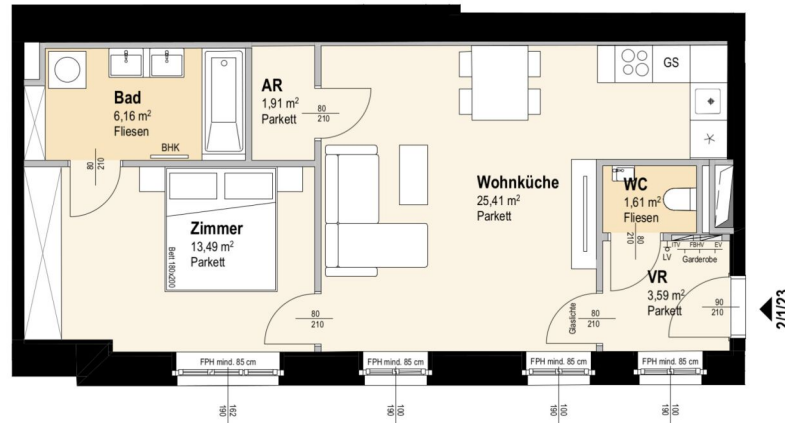 Bad
6,16 m²
Fliesen
BHK
80
210
AR
1,91 m²
Parkett
80
210
GS
Wohnküche
25,41 m²
Parkett
WC
1,61 m²
Fliesen
80
210
ITV FBHV EV
LV
Garderobe
VR
3,59 m²
Parkett
90
210
2/1/23
Zimmer
13,49 m²
Parkett
Bett 180x200
80
210
Glaslichte
80
210
FPH mind. 85 cm
FPH mind. 85 cm
FPH mind. 85 cm
FPH mind. 85 cm
162
190
100
190
100
190
100
190